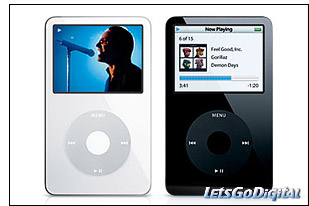 Now Playing
6 of 15
Feel Good, Inc.
Gorillaz
Demon Days
3:41 -1:20
MENU
MENU
LETSGODIGITAL